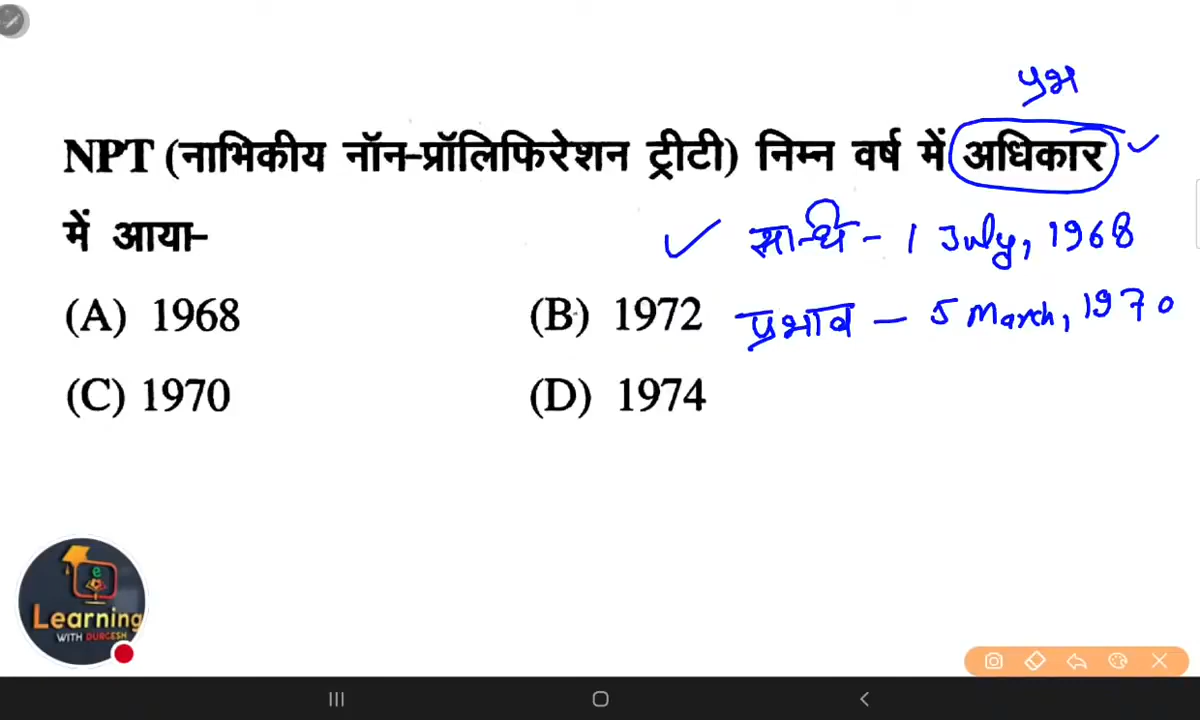 प्रभ
NPT (नाभिकीय नॉन-प्रॉलिफिरेशन ट्रीटी) निम्न वर्ष में अधिकार
में आया-
1 July, 1968
(A) 1968 (B) 1972
प्रभाव - 5 March, 1970
(C) 1970 (D) 1974
e
Learning
WITH DURGESH